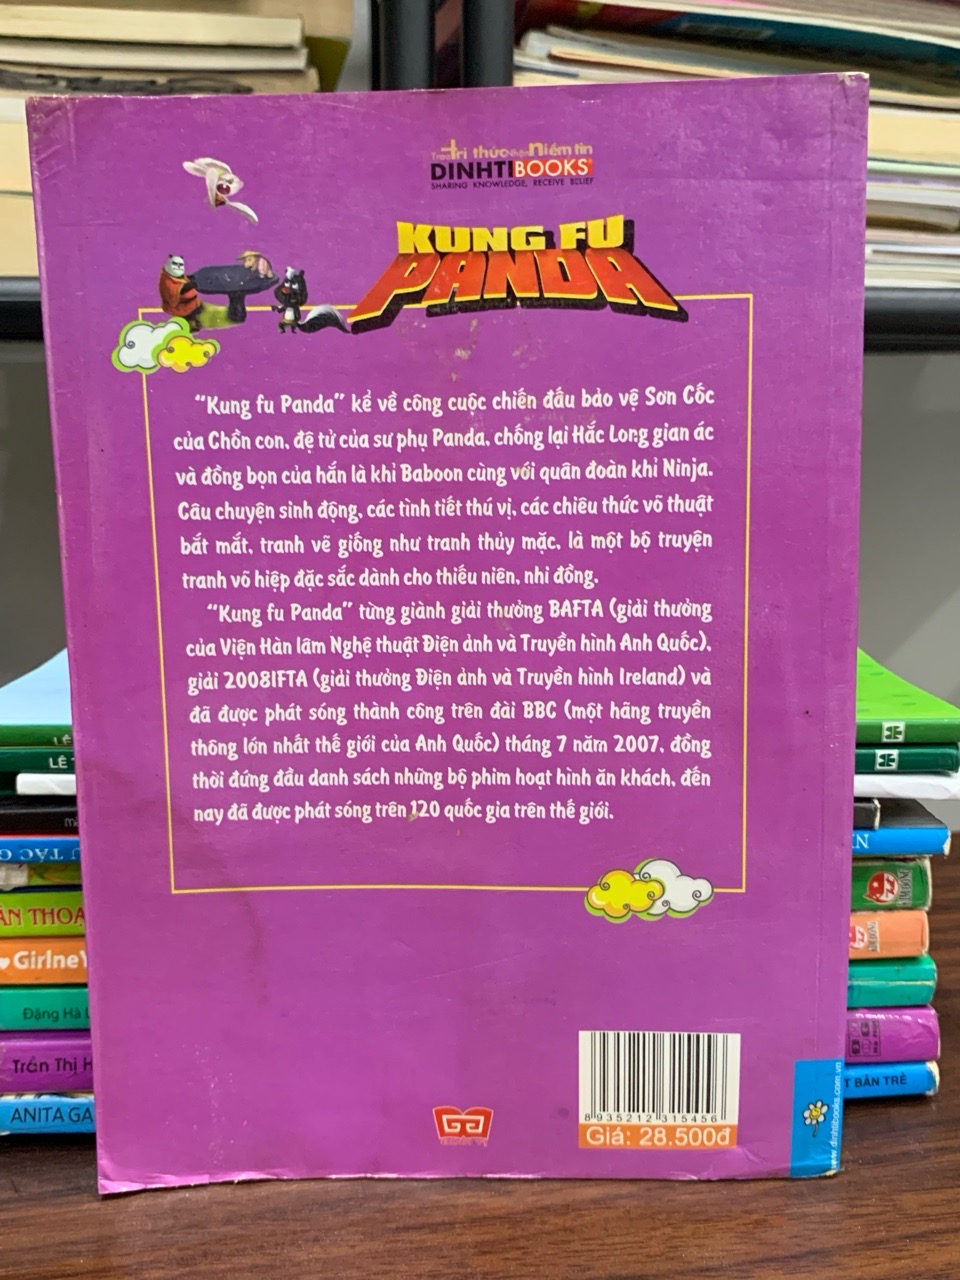 Trao tri thức Nhận niềm tin
DINHTIBOOKS
SHARING KNOWLEDGE, RECEIVE BELIEF
KUNG FU
PANDA
“Kung fu Panda” kể về công cuộc chiến đấu bảo vệ Sơn Cốc
của Chồn con, đệ tử của sư phụ Panda, chống lại Hắc Long gian ác
và đồng bọn của hắn là khỉ Baboon cùng với quân đoàn khỉ Ninja.
Câu chuyện sinh động, các tình tiết thú vị, các chiêu thức võ thuật
bắt mắt, tranh vẽ giống như tranh thủy mặc, là một bộ truyện
tranh võ hiệp đặc sắc dành cho thiếu niên, nhi đồng.
“Kung fu Panda” từng giành giải thưởng BAFTA (giải thưởng
của Viện Hàn lâm Nghệ thuật Điện ảnh và Truyền hình Anh Quốc),
giải 2008IFTA (giải thưởng Điện ảnh và Truyền hình Ireland) và
đã được phát sóng thành công trên đài BBC (một hãng truyền
thông lớn nhất thế giới của Anh Quốc) tháng 7 năm 2007, đồng
thời đứng đầu danh sách những bộ phim hoạt hình ăn khách, đến
nay đã được phát sóng trên 120 quốc gia trên thế giới.
8 935212 315456
Giá: 28.500đ
www.dinhtibooks.com.vn
LÊ
LÊ
ÂN THOẠ
Girlne
Đặng Hà L
Trần Thị H
ANITA GA
T BẢN TRẺ